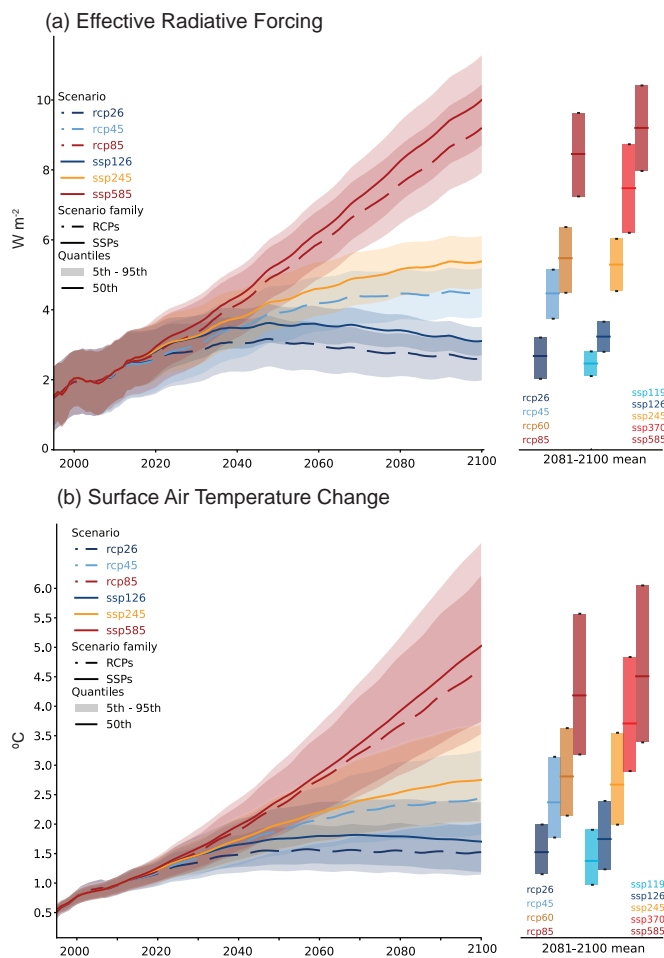 (a) Effective Radiative Forcing
Scenario
rcp26
rcp45
rcp85
ssp126
ssp245
ssp585
Scenario family
RCPs
SSPs
Quantiles
5th - 95th
50th
W m⁻²
10
8
6
4
2
0
2000 2020 2040 2060 2080 2100
rcp26
rcp45
rcp60
rcp85
ssp119
ssp126
ssp245
ssp370
ssp585
2081-2100 mean
(b) Surface Air Temperature Change
Scenario
rcp26
rcp45
rcp85
ssp126
ssp245
ssp585
Scenario family
RCPs
SSPs
Quantiles
5th - 95th
50th
ºC
6.0
5.5
5.0
4.5
4.0
3.5
3.0
2.5
2.0
1.5
1.0
0.5
2000 2020 2040 2060 2080 2100
rcp26
rcp45
rcp60
rcp85
ssp119
ssp126
ssp245
ssp370
ssp585
2081-2100 mean